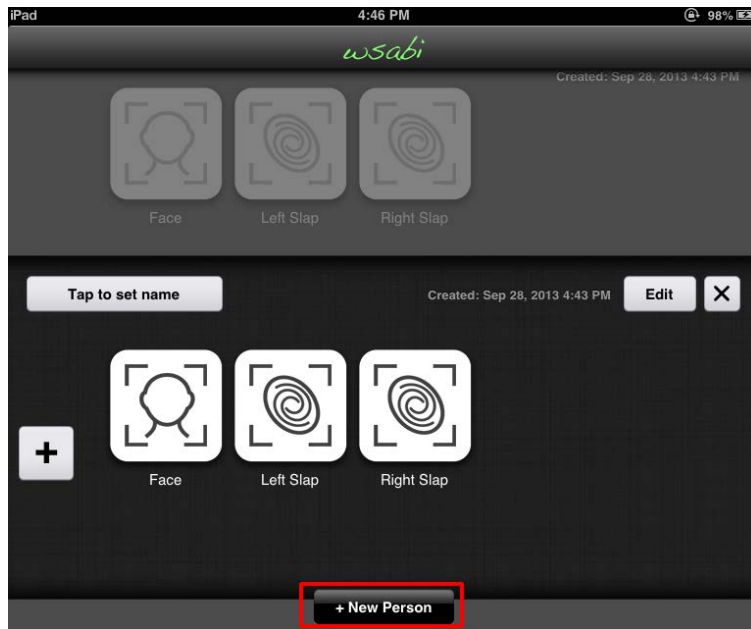 iPad 4:46 PM 98%
wsabi
Created: Sep 28, 2013 4:43 PM
Face Left Slap Right Slap
Tap to set name Created: Sep 28, 2013 4:43 PM Edit
Face Left Slap Right Slap
+ New Person